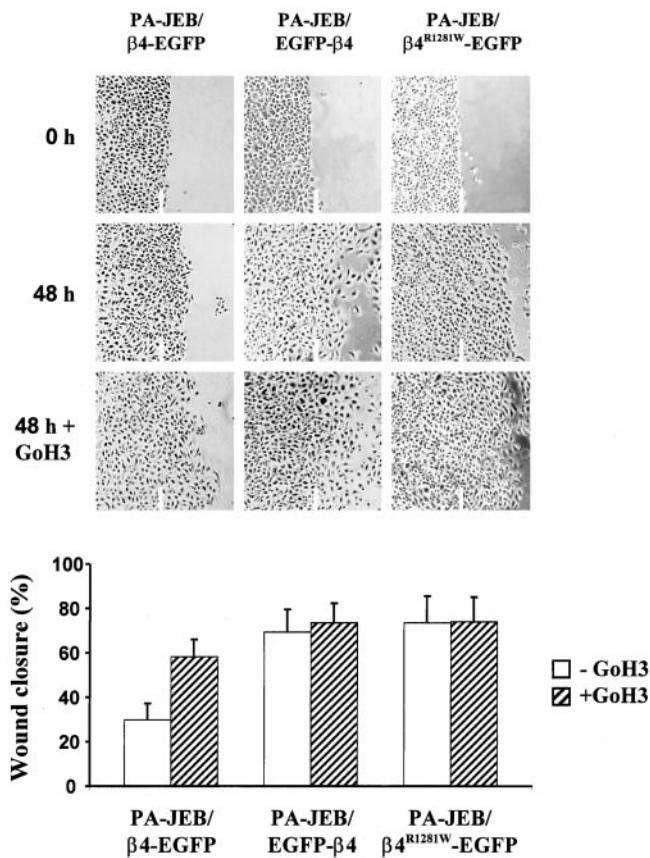 PA-JEB/ PA-JEB/ PA-JEB/
β4-EGFP EGFP-β4 β4R1281W-EGFP
0 h
48 h
48 h +
GoH3
Wound closure (%)
100
80
60
40
20
0
- GoH3
+GoH3
PA-JEB/ PA-JEB/ PA-JEB/
β4-EGFP EGFP-β4 β4R1281W-EGFP